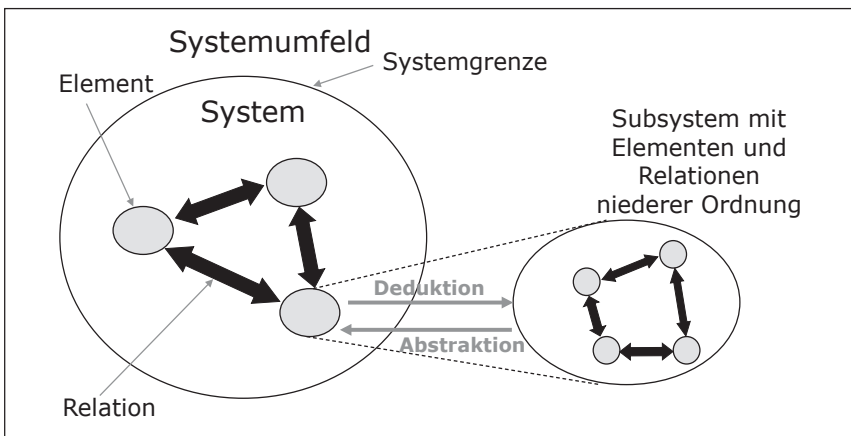 Systemumfeld
Systemgrenze
Element
System
Subsystem mit
Elementen und
Relationen
niederer Ordnung
Deduktion
Abstraktion
Relation